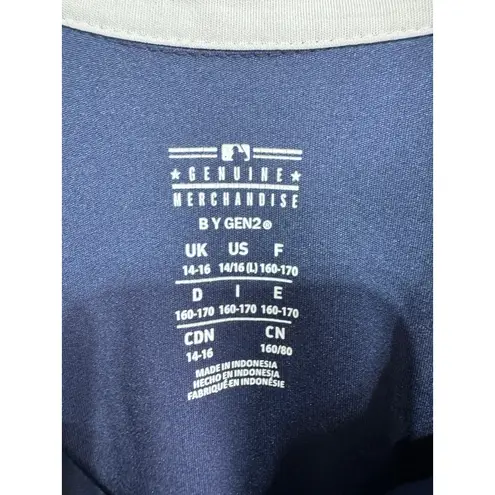 GENUINE
MERCHANDISE
BY GEN2®
UK US F
14-16 14/16 (L) 160-170
D I E
160-170 160-170 160-170
CDN CN
14-16 160/80
MADE IN INDONESIA
HECHO EN INDONESIA
FABRIQUÉ EN INDONÉSIE